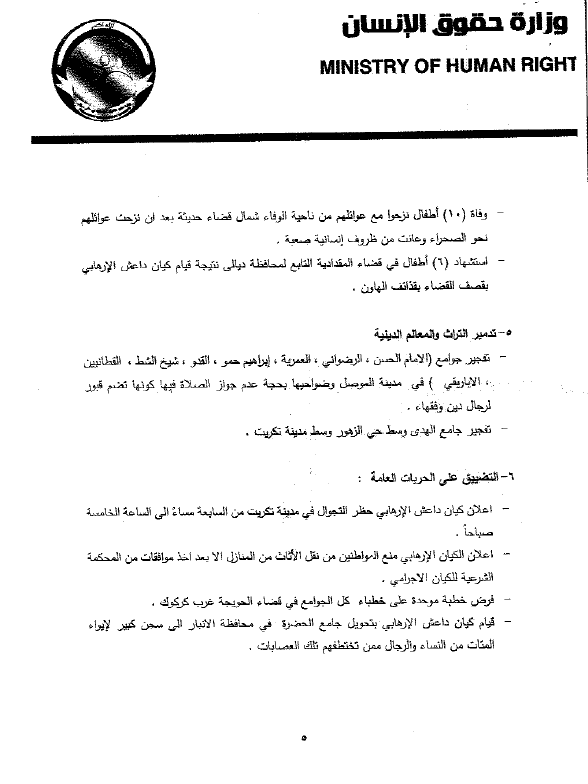 وزارة حقوق الإنسان
MINISTRY OF HUMAN RIGHT
- وفاة (١٠) أطفال نزحوا مع عوائلهم من ناحية الوفاء شمال قضاء حديثة بعد ان نزحت عوائلهم
نحو الصحراء وعانت من ظروف إنسانية صعبة .
- استشهاد (٦) أطفال في قضاء المقدادية التابع لمحافظة ديالى نتيجة قيام كيان داعش الإرهابي
بقصف القضاء بقذائف الهاون .
٥- تدمير التراث والمعالم الدينية
- تفجير جوامع (الامام الحسن ، الرضواني ، العمرية ، إبراهيم حمو ، القدو ، شيخ الشط ، القطانيين
، الاباريقي ) في مدينة الموصل وضواحيها بحجة عدم جواز الصلاة فيها كونها تضم قبور
لرجال دين وفقهاء .
- تفجير جامع الهدى وسط حي الزهور وسط مدينة تكريت .
٦- التضييق على الحريات العامة :
- اعلان كيان داعش الإرهابي حظر التجوال في مدينة تكريت من السابعة مساءً الى الساعة الخامسة
صباحاً .
- اعلان الكيان الإرهابي منع المواطنين من نقل الأثاث من المنازل الا بعد اخذ موافقات من المحكمة
الشرعية للكيان الاجرامي .
- فرض خطبة موحدة على خطباء كل الجوامع في قضاء الحويجة غرب كركوك .
- قيام كيان داعش الإرهابي بتحويل جامع الحضرة في محافظة الانبار الى سجن كبير لإيراء
المئات من النساء والرجال ممن تختطفهم تلك العصابات .
٥